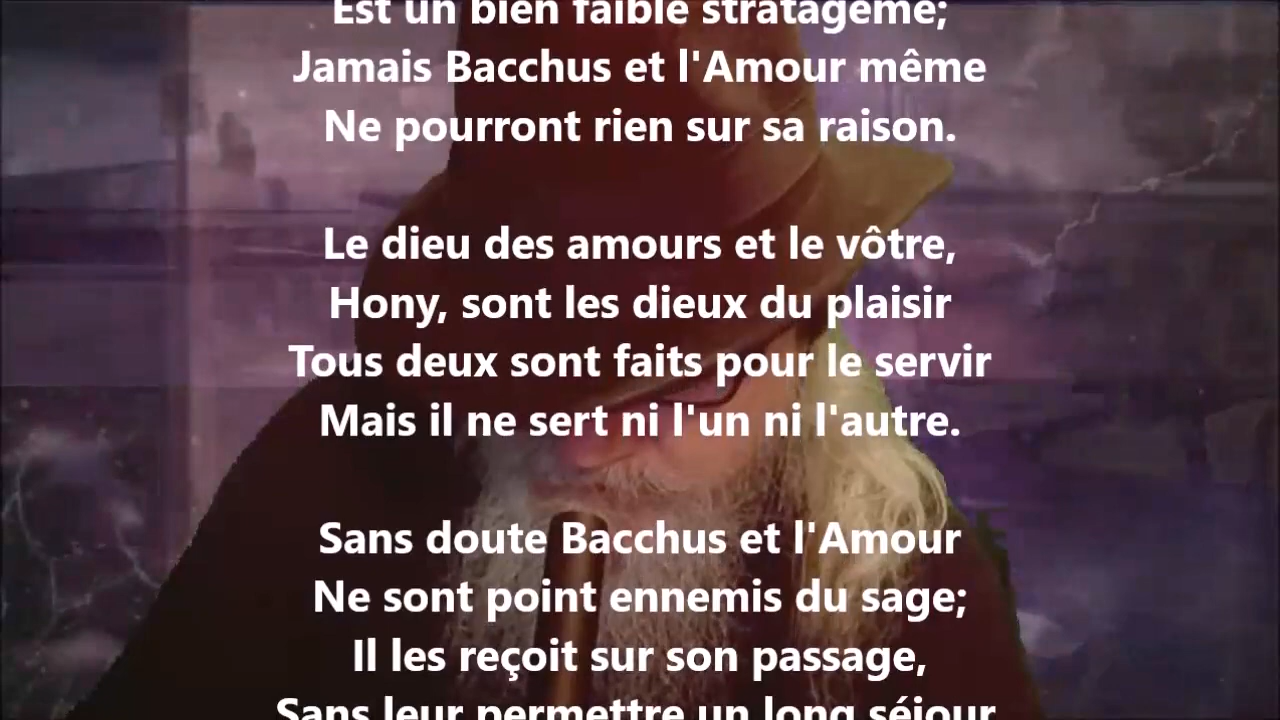 Est un bien faible stratagème;
Jamais Bacchus et l'Amour même
Ne pourront rien sur sa raison.
Le dieu des amours et le vôtre,
Hony, sont les dieux du plaisir
Tous deux sont faits pour le servir
Mais il ne sert ni l'un ni l'autre.
Sans doute Bacchus et l'Amour
Ne sont point ennemis du sage;
Il les reçoit sur son passage,
Sans leur permettre un long séjour